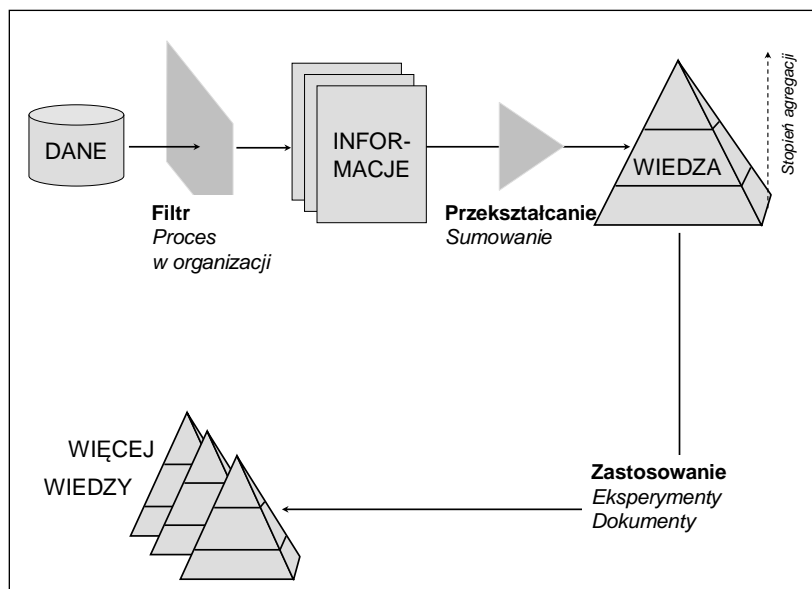 DANE
Filtr
Proces
w organizacji
INFOR-
MACJE
Przekształcanie
Sumowanie
WIEDZA
Stopień agregacji
Zastosowanie
Eksperymenty
Dokumenty
WIĘCEJ
WIEDZY